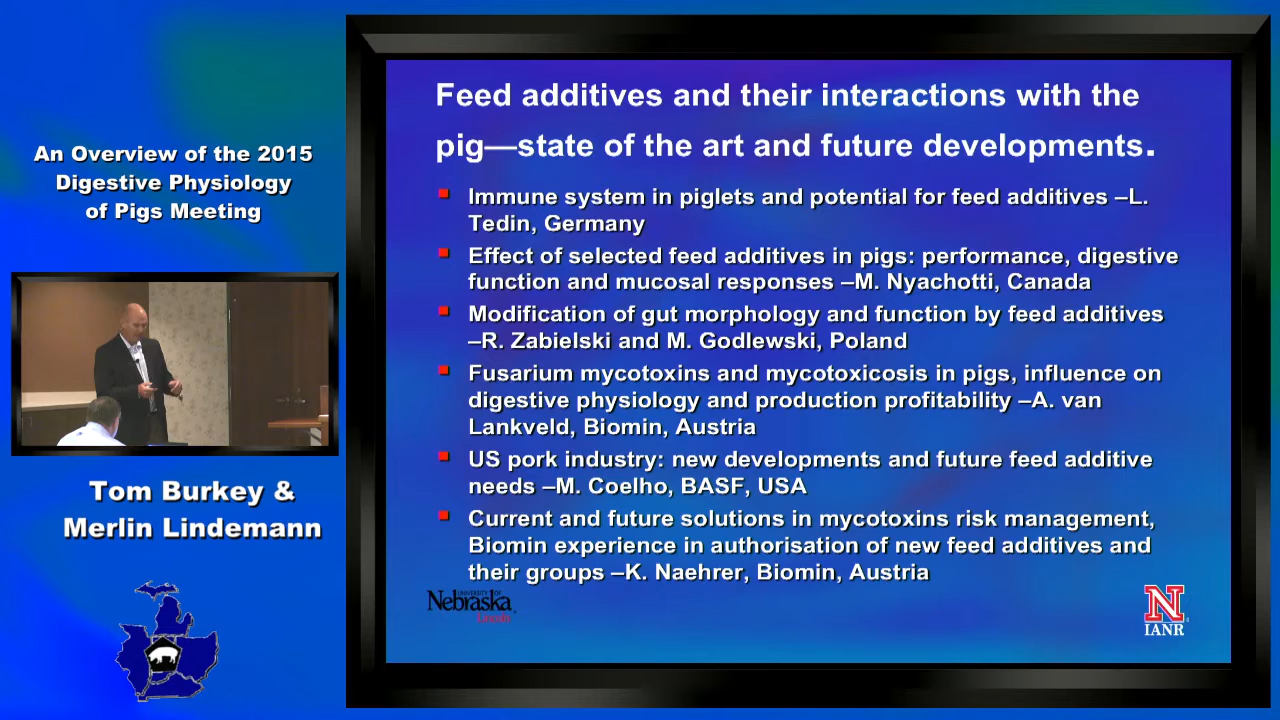 An Overview of the 2015
Digestive Physiology
of Pigs Meeting
Tom Burkey &
Merlin Lindemann
Feed additives and their interactions with the
pig—state of the art and future developments.
Immune system in piglets and potential for feed additives –L.
Tedin, Germany
Effect of selected feed additives in pigs: performance, digestive
function and mucosal responses –M. Nyachotti, Canada
Modification of gut morphology and function by feed additives
–R. Zabielski and M. Godlewski, Poland
Fusarium mycotoxins and mycotoxicosis in pigs, influence on
digestive physiology and production profitability –A. van
Lankveld, Biomin, Austria
US pork industry: new developments and future feed additive
needs –M. Coelho, BASF, USA
Current and future solutions in mycotoxins risk management,
Biomin experience in authorisation of new feed additives and
their groups –K. Naehrer, Biomin, Austria
UNIVERSITY OF
Nebraska
Lincoln
N
IANR